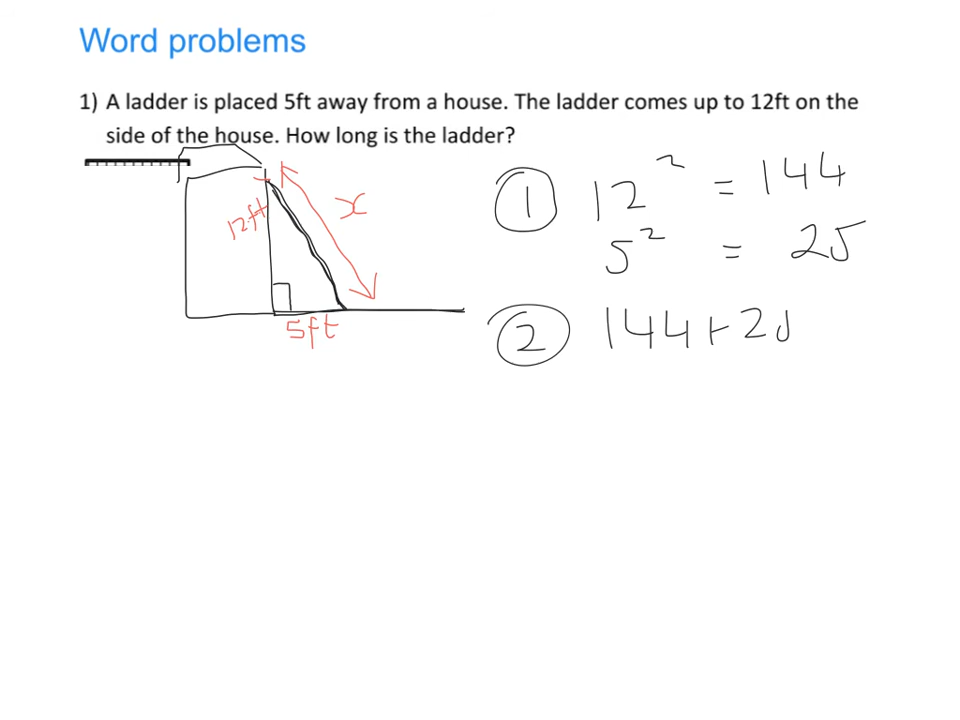 Word problems
1) A ladder is placed 5ft away from a house. The ladder comes up to 12ft on the
side of the house. How long is the ladder?
12ft
x
5ft
① 12² = 144
5² = 25
② 144+2